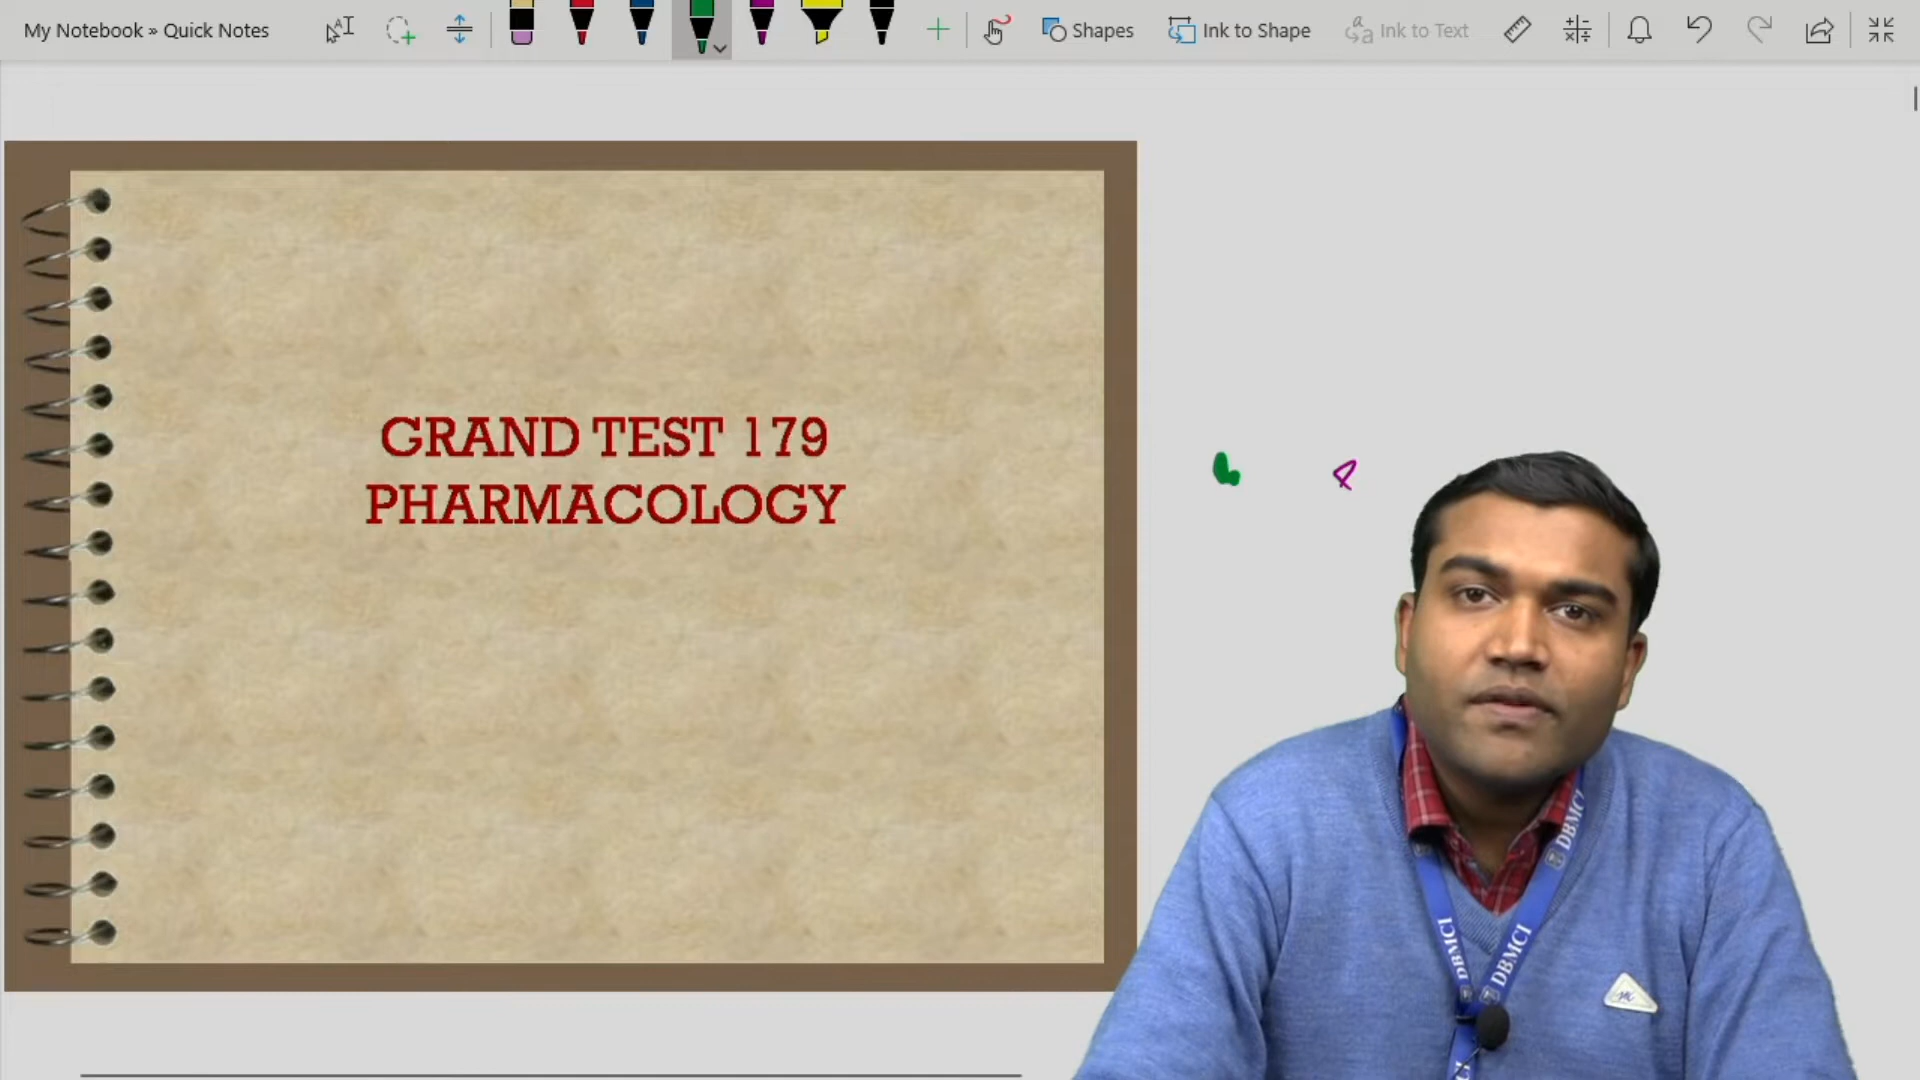 My Notebook » Quick Notes
Shapes
Ink to Shape
Ink to Text
GRAND TEST 179
PHARMACOLOGY
DBMCI
DBMCI
DBMCI